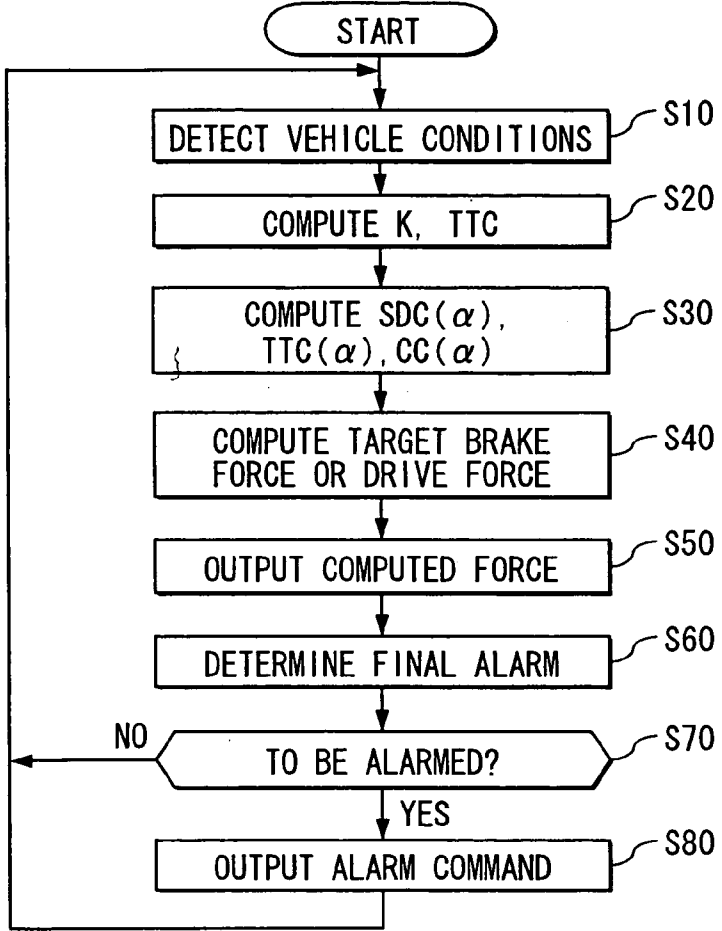 START
DETECT VEHICLE CONDITIONS
S10
COMPUTE K, TTC
S20
COMPUTE SDC(α),
TTC(α), CC(α)
S30
COMPUTE TARGET BRAKE
FORCE OR DRIVE FORCE
S40
OUTPUT COMPUTED FORCE
S50
DETERMINE FINAL ALARM
S60
NO
TO BE ALARMED?
S70
YES
OUTPUT ALARM COMMAND
S80